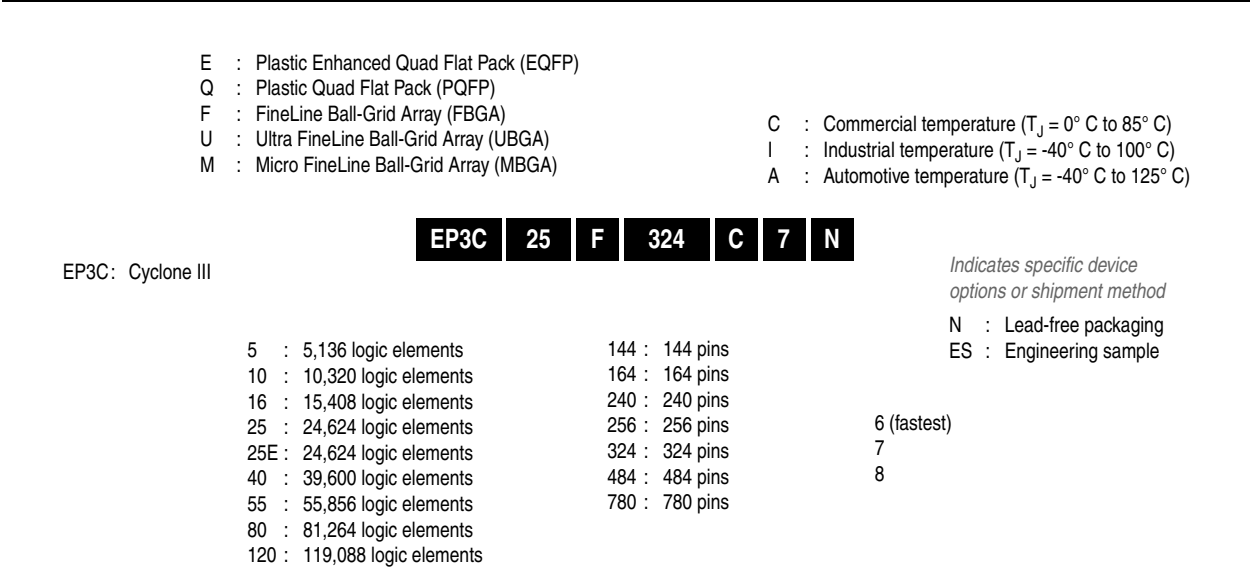 E : Plastic Enhanced Quad Flat Pack (EQFP)
Q : Plastic Quad Flat Pack (PQFP)
F : FineLine Ball-Grid Array (FBGA)
U : Ultra FineLine Ball-Grid Array (UBGA)
M : Micro FineLine Ball-Grid Array (MBGA)
C : Commercial temperature (TJ = 0° C to 85° C)
I : Industrial temperature (TJ = -40° C to 100° C)
A : Automotive temperature (TJ = -40° C to 125° C)
EP3C 25 F 324 C 7 N
EP3C : Cyclone III
Indicates specific device
options or shipment method
N : Lead-free packaging
ES : Engineering sample
5 : 5,136 logic elements
10 : 10,320 logic elements
16 : 15,408 logic elements
25 : 24,624 logic elements
25E : 24,624 logic elements
40 : 39,600 logic elements
55 : 55,856 logic elements
80 : 81,264 logic elements
120 : 119,088 logic elements
144 : 144 pins
164 : 164 pins
240 : 240 pins
256 : 256 pins
324 : 324 pins
484 : 484 pins
780 : 780 pins
6 (fastest)
7
8